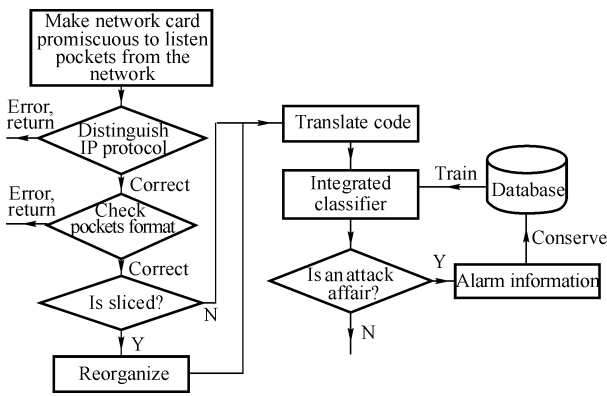 Make network card
promiscuous to listen
pockets from the
network
Error,
return
Distinguish
IP protocol
Correct
Error,
return
Check
pockets format
Correct
Is sliced?
N
Y
Reorganize
Translate code
Integrated
classifier
Train
Database
Conserve
Is an attack
affair?
Y
Alarm information
N